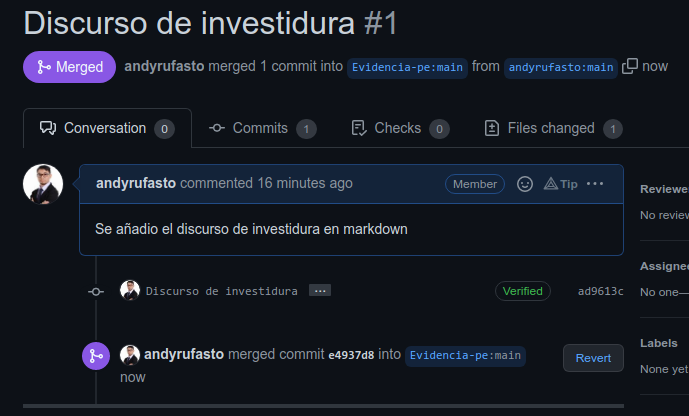 Discurso de investidura #1
Merged andyrufasto merged 1 commit into Evidencia-pe:main from andyrufasto:main now
Conversation 0 Commits 1 Checks 0 Files changed 1
andyrufasto commented 16 minutes ago Member Tip ...
Se añadio el discurso de investidura en markdown
Discurso de investidura ... Verified ad9613c
andyrufasto merged commit e4937d8 into Evidencia-pe:main
now
Revert
Reviewe
No review
Assigne
No one—
Labels
None yet